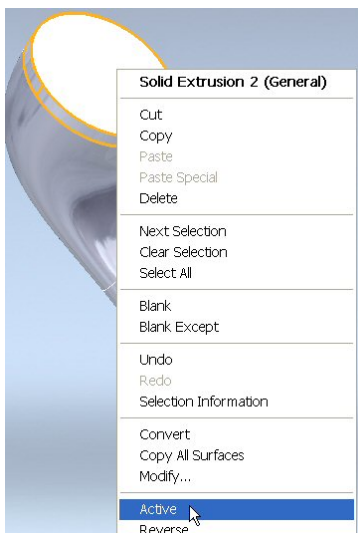 Solid Extrusion 2 (General)
Cut
Copy
Paste
Paste Special
Delete
Next Selection
Clear Selection
Select All
Blank
Blank Except
Undo
Redo
Selection Information
Convert
Copy All Surfaces
Modify...
Active
Reverse